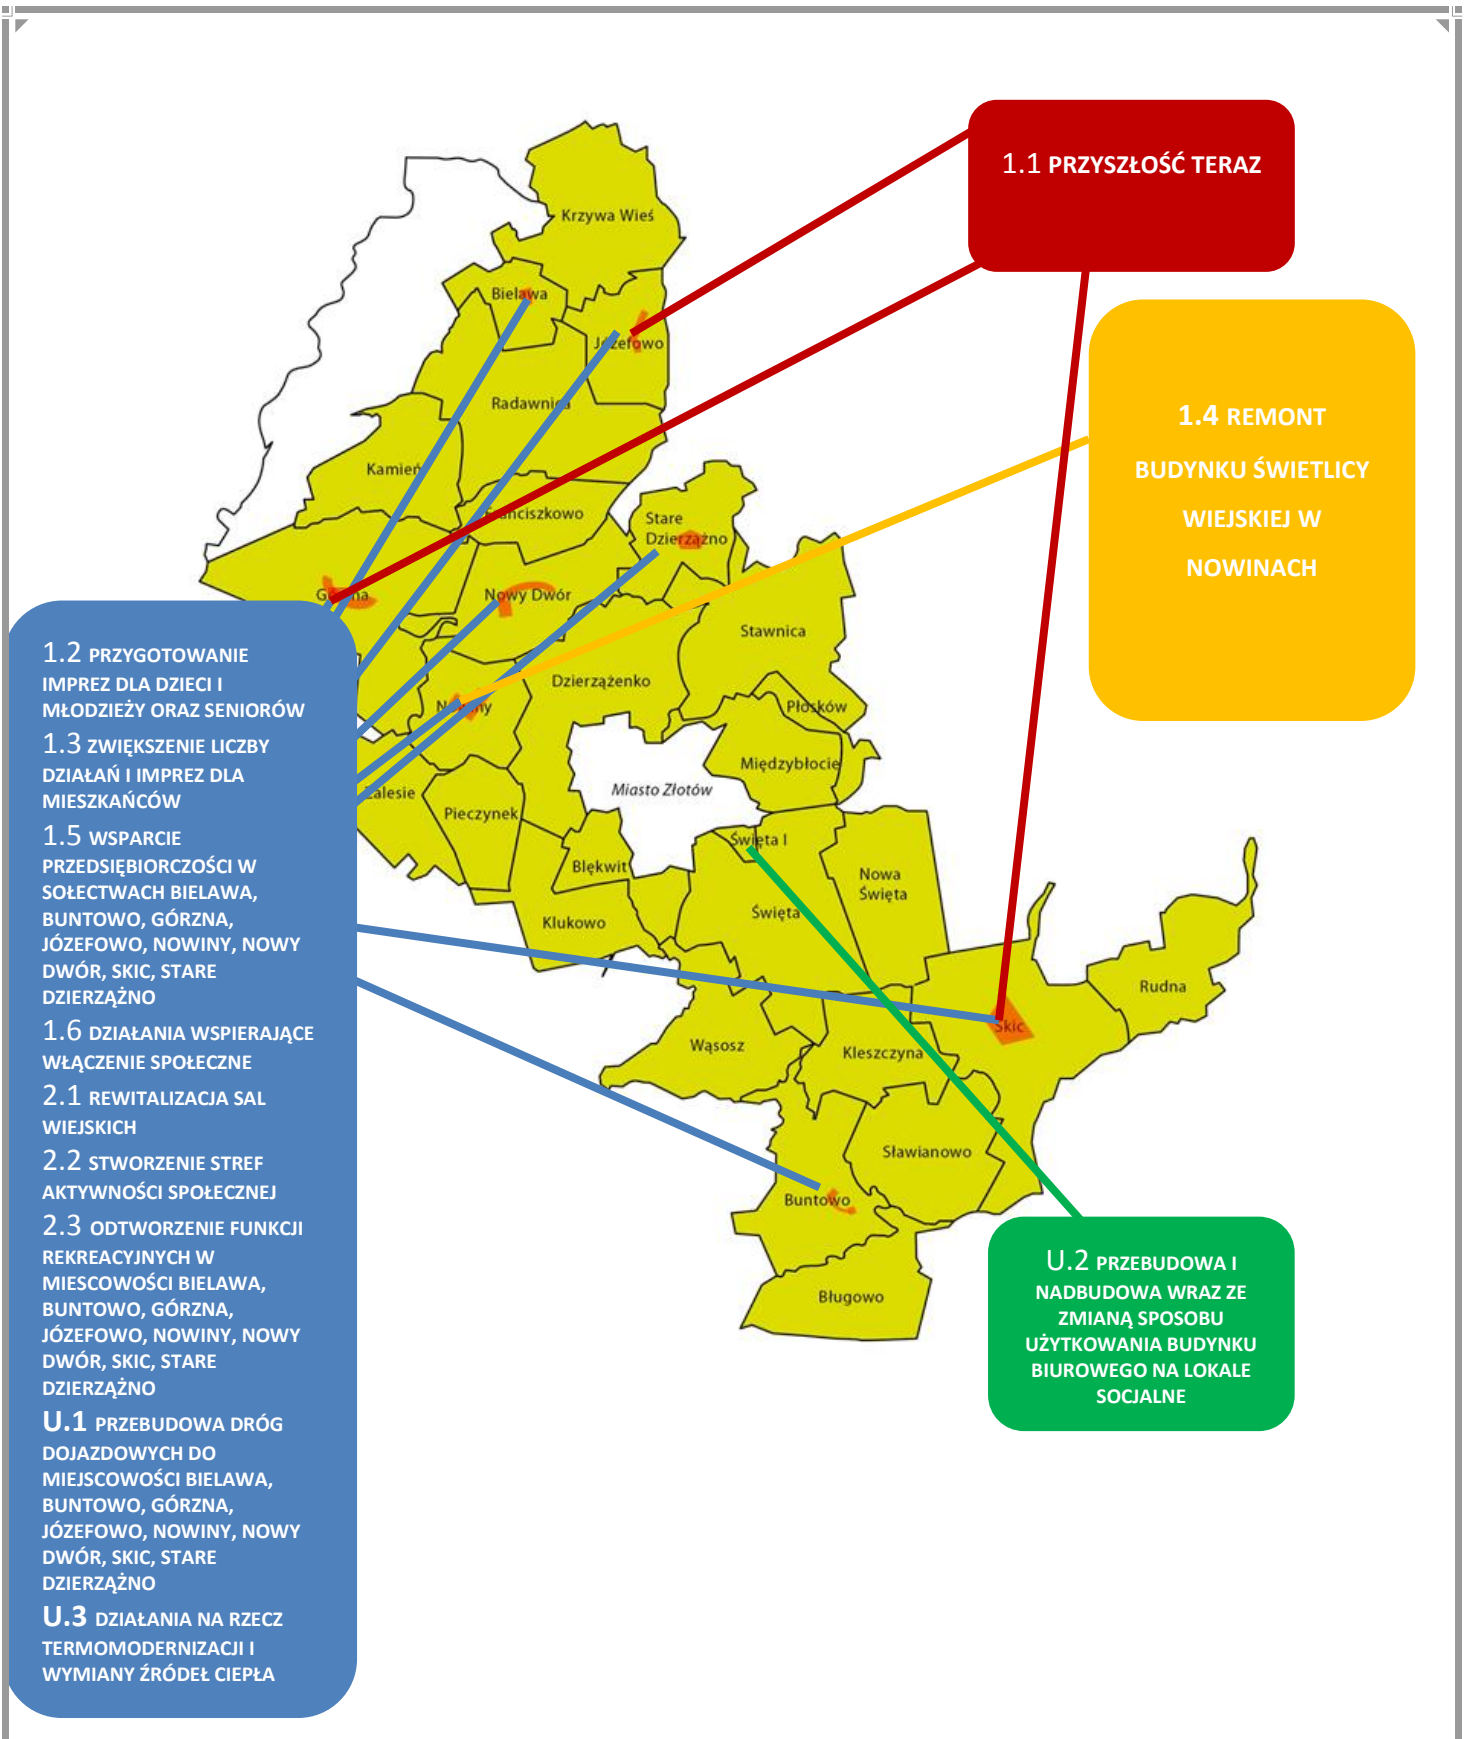 1.1 PRZYSZŁOŚĆ TERAZ
Krzywa Wieś
Bielawa
Józefowo
Radawnica
1.4 REMONT
BUDYNKU ŚWIETLICY
WIEJSKIEJ W
NOWINACH
Kamień
Franciszkowo
Stare
Dzierzążno
Górzna
Nowy Dwór
Stawnica
Dzierzążenko
Nowiny
Płosków
Międzybłocie
Miasto Złotów
Zalesie
Pieczynek
Święta I
Blękwit
Nowa
Święta
Klukowo
Święta
Rudna
Skic
Wąsosz
Kleszczyna
Sławianowo
Buntowo
Bługowo
1.2 PRZYGOTOWANIE
IMPREZ DLA DZIECI I
MŁODZIEŻY ORAZ SENIORÓW
1.3 ZWIĘKSZENIE LICZBY
DZIAŁAŃ I IMPREZ DLA
MIESZKAŃCÓW
1.5 WSPARCIE
PRZEDSIĘBIORCZOŚCI W
SOŁECTWACH BIELAWA,
BUNTOWO, GÓRZNA,
JÓZEFOWO, NOWINY, NOWY
DWÓR, SKIC, STARE
DZIERZĄŻNO
1.6 DZIAŁANIA WSPIERAJĄCE
WŁĄCZENIE SPOŁECZNE
2.1 REWITALIZACJA SAL
WIEJSKICH
2.2 STWORZENIE STREF
AKTYWNOŚCI SPOŁECZNEJ
2.3 ODTWORZENIE FUNKCJI
REKREACYJNYCH W
MIESCOWOŚCI BIELAWA,
BUNTOWO, GÓRZNA,
JÓZEFOWO, NOWINY, NOWY
DWÓR, SKIC, STARE
DZIERZĄŻNO
U.1 PRZEBUDOWA DRÓG
DOJAZDOWYCH DO
MIEJSCOWOŚCI BIELAWA,
BUNTOWO, GÓRZNA,
JÓZEFOWO, NOWINY, NOWY
DWÓR, SKIC, STARE
DZIERZĄŻNO
U.3 DZIAŁANIA NA RZECZ
TERMOMODERNIZACJI I
WYMIANY ŹRÓDEŁ CIEPŁA
U.2 PRZEBUDOWA I
NADBUDOWA WRAZ ZE
ZMIANĄ SPOSOBU
UŻYTKOWANIA BUDYNKU
BIUROWEGO NA LOKALE
SOCJALNE